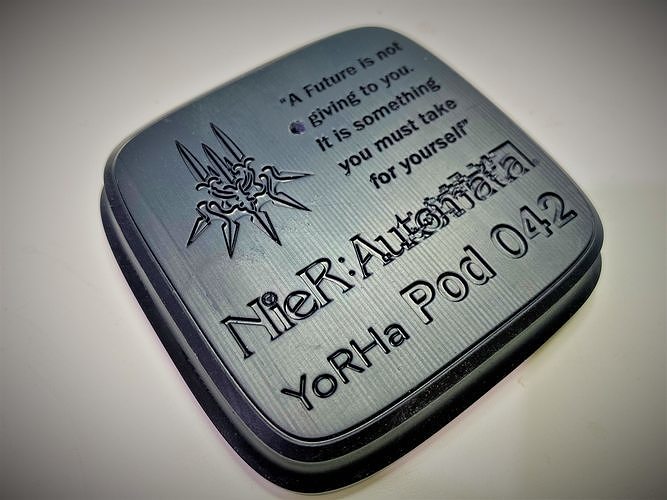 "A Future is not
giving to you.
It is something
you must take
for yourself"
NieR:Automata
YoRHa Pod 042